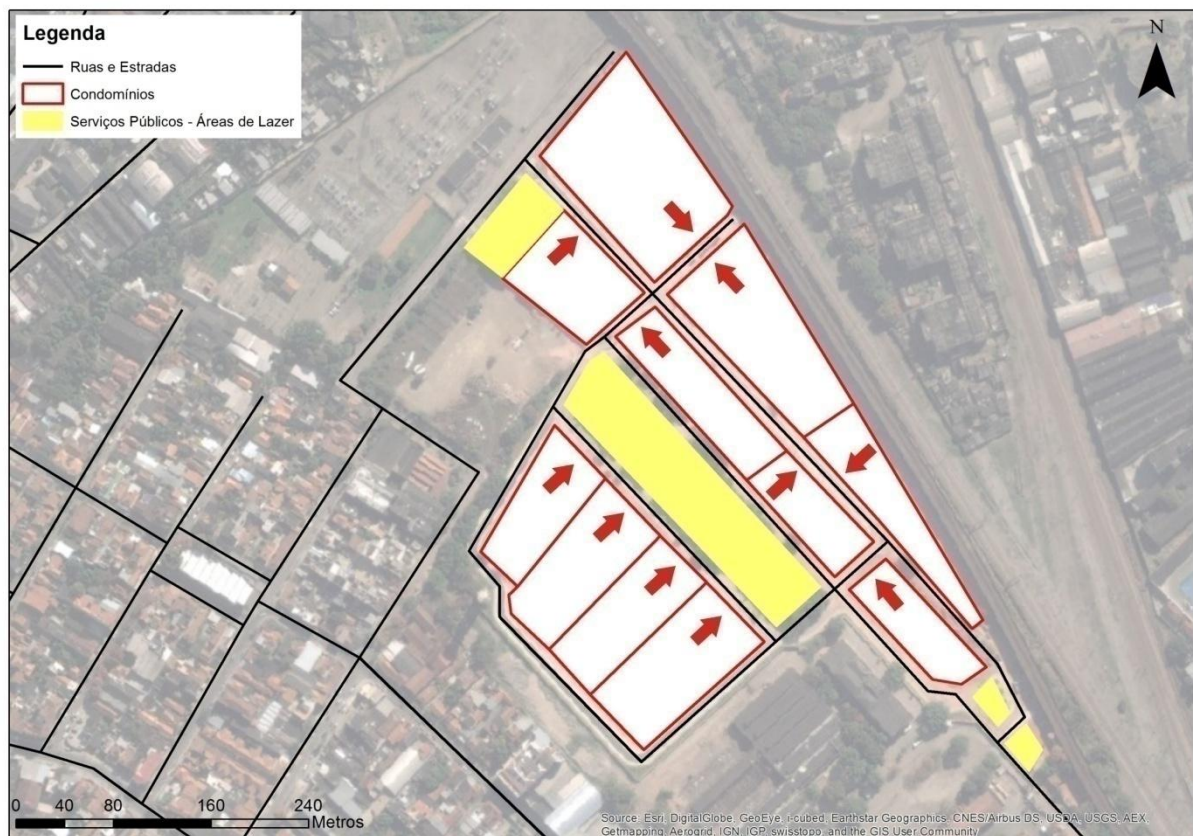 Legenda
Ruas e Estradas
Condomínios
Serviços Públicos - Áreas de Lazer
N
0 40 80 160 240
Metros
Source: Esri, DigitalGlobe, GeoEye, i-cubed, Earthstar Geographics, CNES/Airbus DS, USDA, USGS, AEX,
Getmapping, Aerogrid, IGN, IGP, swisstopo, and the GIS User Community